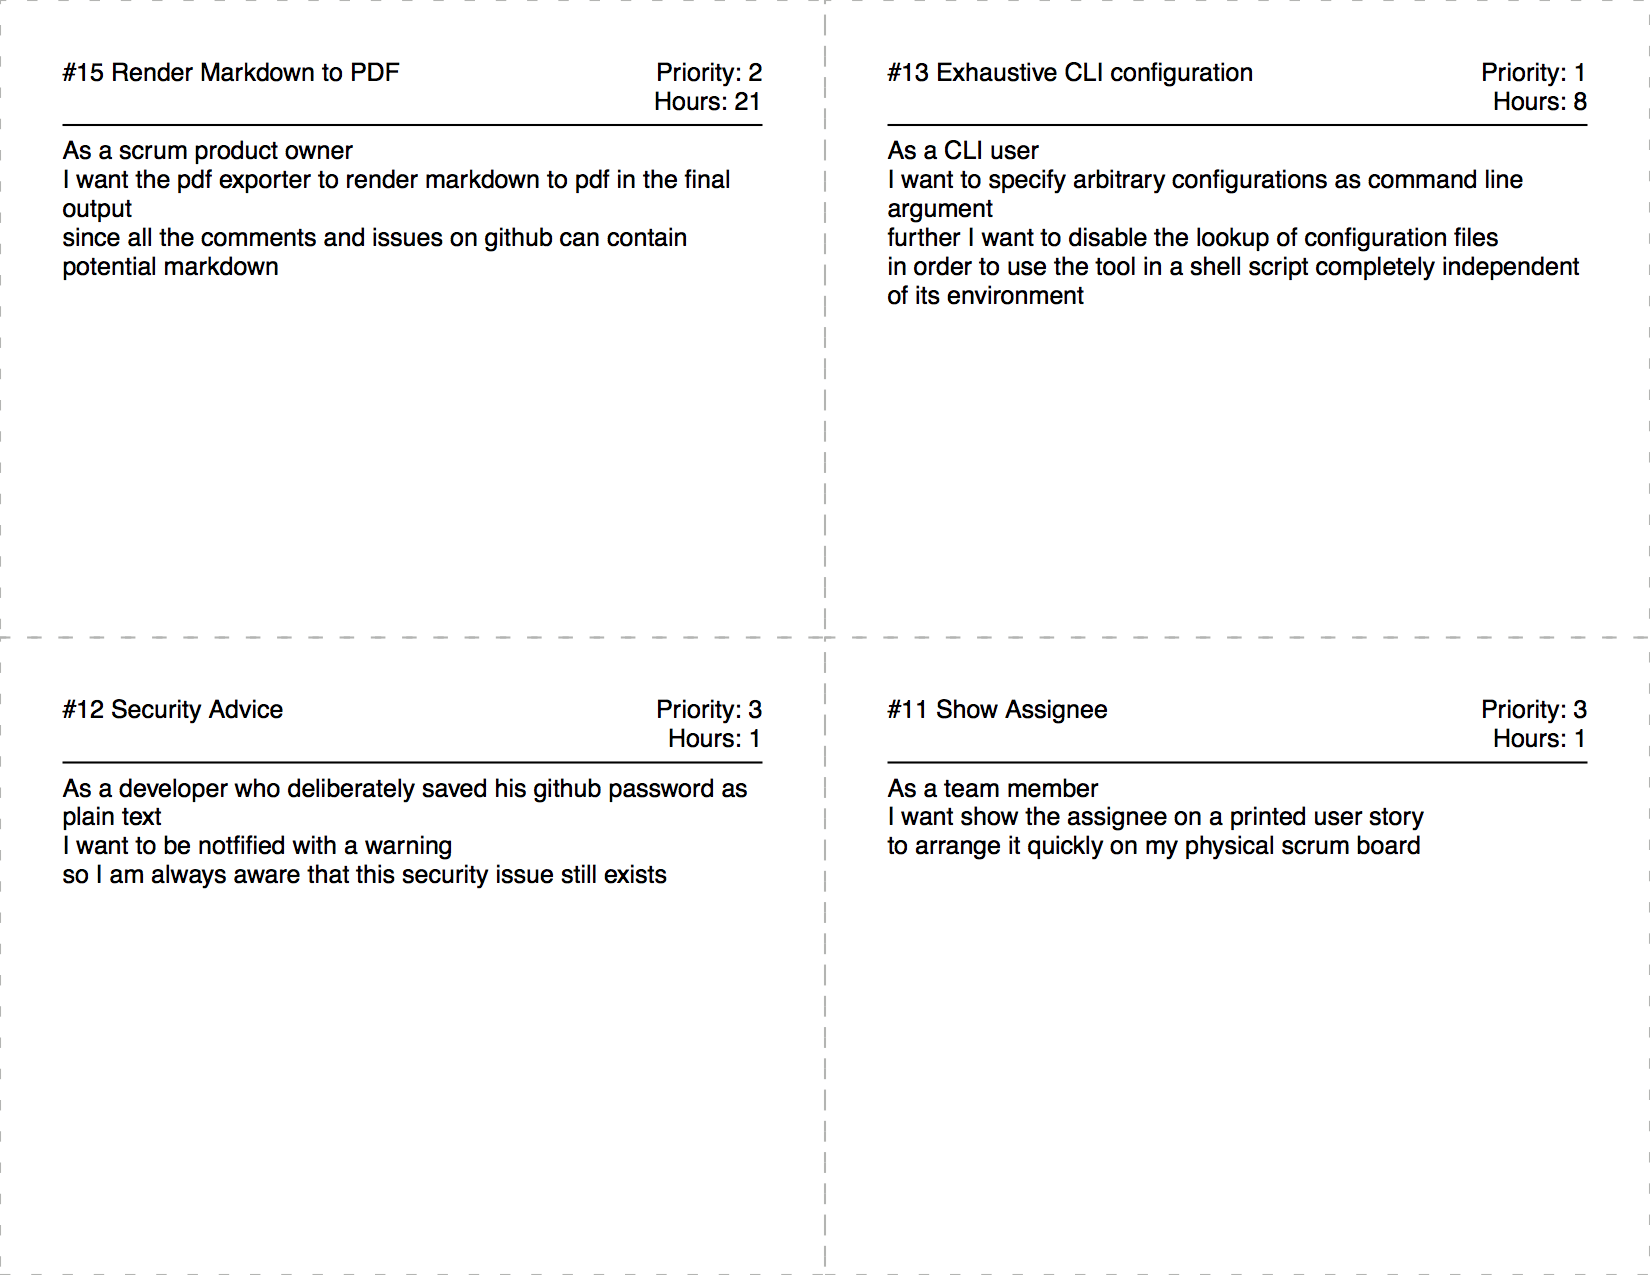 #15 Render Markdown to PDF
Priority: 2
Hours: 21
As a scrum product owner
I want the pdf exporter to render markdown to pdf in the final
output
since all the comments and issues on github can contain
potential markdown
#13 Exhaustive CLI configuration
Priority: 1
Hours: 8
As a CLI user
I want to specify arbitrary configurations as command line
argument
further I want to disable the lookup of configuration files
in order to use the tool in a shell script completely independent
of its environment
#12 Security Advice
Priority: 3
Hours: 1
As a developer who deliberately saved his github password as
plain text
I want to be notfified with a warning
so I am always aware that this security issue still exists
#11 Show Assignee
Priority: 3
Hours: 1
As a team member
I want show the assignee on a printed user story
to arrange it quickly on my physical scrum board